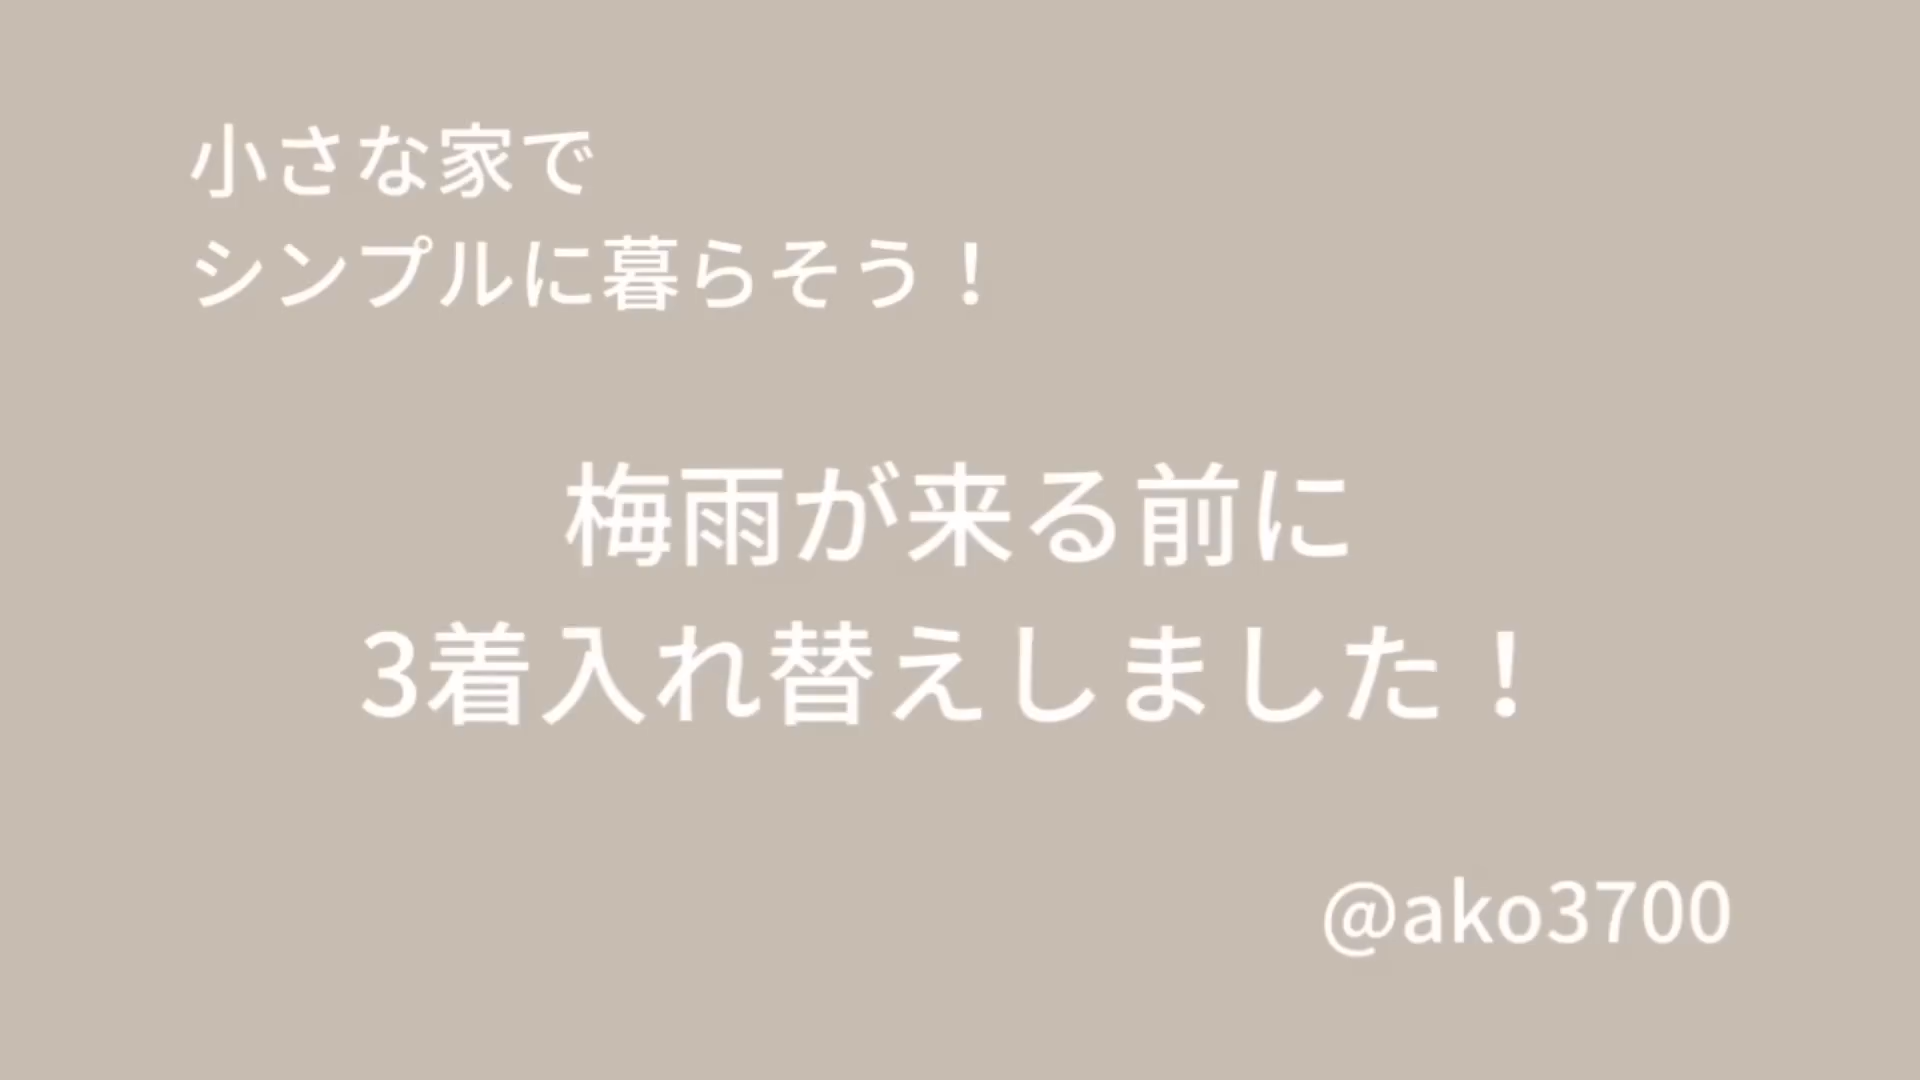 小さな家で
シンプルに暮らそう！
梅雨が来る前に
3着入れ替えしました！
@ako3700